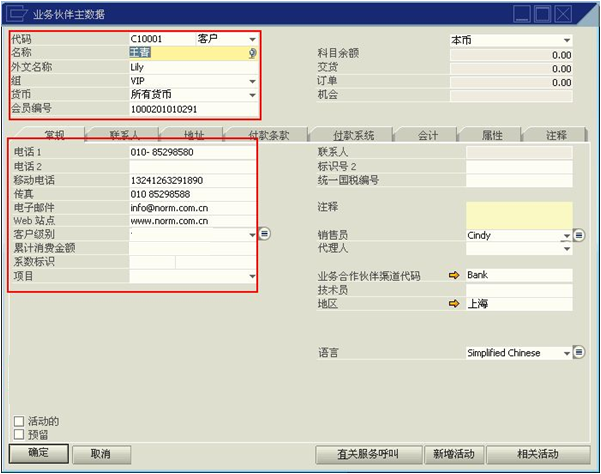 业务伙伴主数据
代码 C10001 客户 本币
名称 王青 科目余额 0.00
外文名称 Lily 交货 0.00
组 VIP 订单 0.00
货币 所有货币 机会
会员编号 1000201010291
常规 联系人 地址 付款条款 付款系统 会计 属性 注释
电话 1 010- 85298580 联系人
电话 2 标识号 2
移动电话 13241263291890 统一国税编号
传真 010 85298588
电子邮件 info@norm.com.cn 注释
Web 站点 www.norm.com.cn
客户级别 销售员 Cindy
累计消费金额 代理人
系数标识
项目 业务合作伙伴渠道代码 Bank
技术员
地区 上海
语言 Simplified Chinese
活动的
预留
确定 取消 有关服务呼叫 新增活动 相关活动